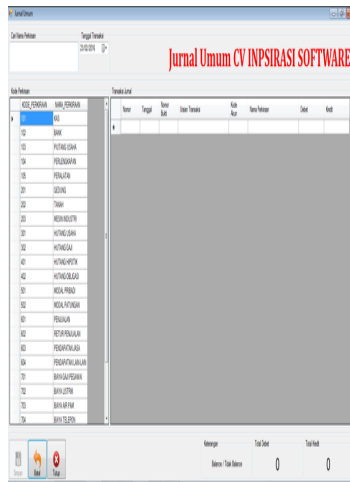 Jurnal Umum
Cari Nama Perkiraan
Tanggal Transaksi
23/02/2016
Jurnal Umum CV INPSIRASI SOFTWARE
Kode Perkiraan
Transaksi Jurnal
KODE_PERKIRAAN NAMA_PERKIRAAN
Nomor Tanggal Nomor Bukti Uraian Transaksi Kode Akun Nama Perkiraan Debet Kredit
101 KAS
102 BANK
103 PIUTANG USAHA
104 PERLENGKAPAN
105 PERALATAN
201 GEDUNG
202 TANAH
203 MESIN INDUSTRI
301 HUTANG USAHA
302 HUTANG GAJI
401 HUTANG HIPOTIK
402 HUTANG OBLIGASI
501 MODAL PRIBADI
502 MODAL PATUNGAN
601 PENJUALAN
602 RETUR PENJUALAN
603 PENDAPATAN JASA
604 PENDAPATAN LAIN-LAIN
701 BIAYA GAJI PEGAWAI
702 BIAYA LISTRIK
703 BIAYA AIR PAM
704 BIAYA TELEPON
Simpan Batal Tutup
Keterangan Total Debet Total Kredit
Balance / Tidak Balance 0 0